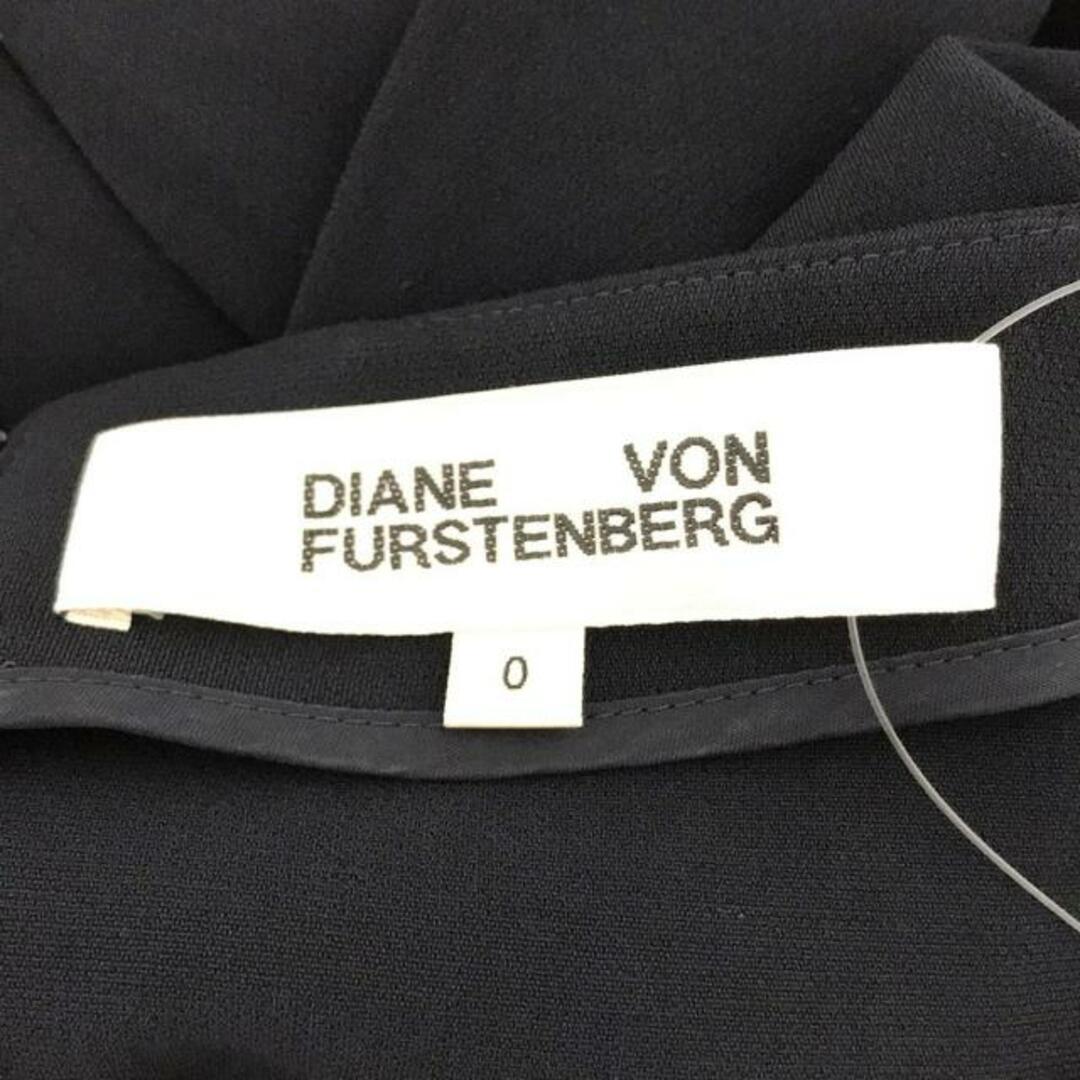 DIANE VON
FURSTENBERG
0